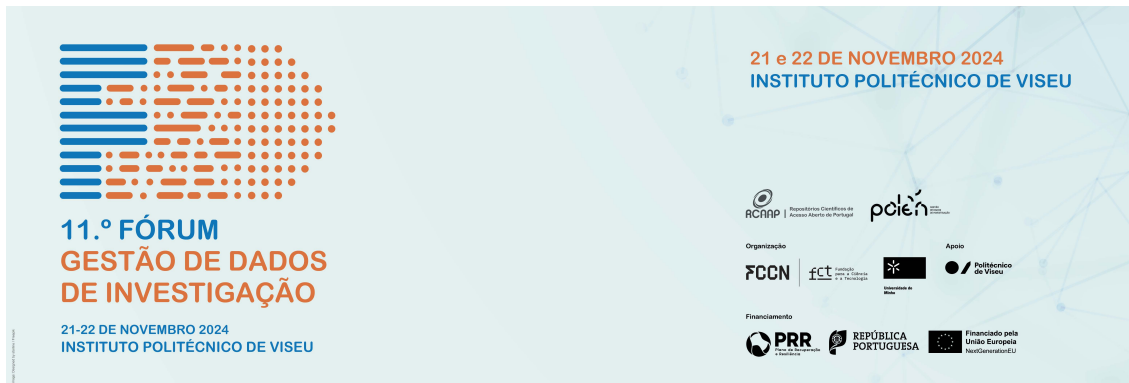 11.º FÓRUM
GESTÃO DE DADOS
DE INVESTIGAÇÃO
21-22 DE NOVEMBRO 2024
INSTITUTO POLITÉCNICO DE VISEU
21 e 22 DE NOVEMBRO 2024
INSTITUTO POLITÉCNICO DE VISEU
RCAAP
Repositórios Científicos de
Acesso Aberto de Portugal
polen
Organização
FCCN
fct
Fundação
para a Ciência
e a Tecnologia
Universidade do
Minho
Apoio
Politécnico
de Viseu
Financiamento
PRR
Plano de Recuperação
e Resiliência
REPÚBLICA
PORTUGUESA
Financiado pela
União Europeia
NextGenerationEU